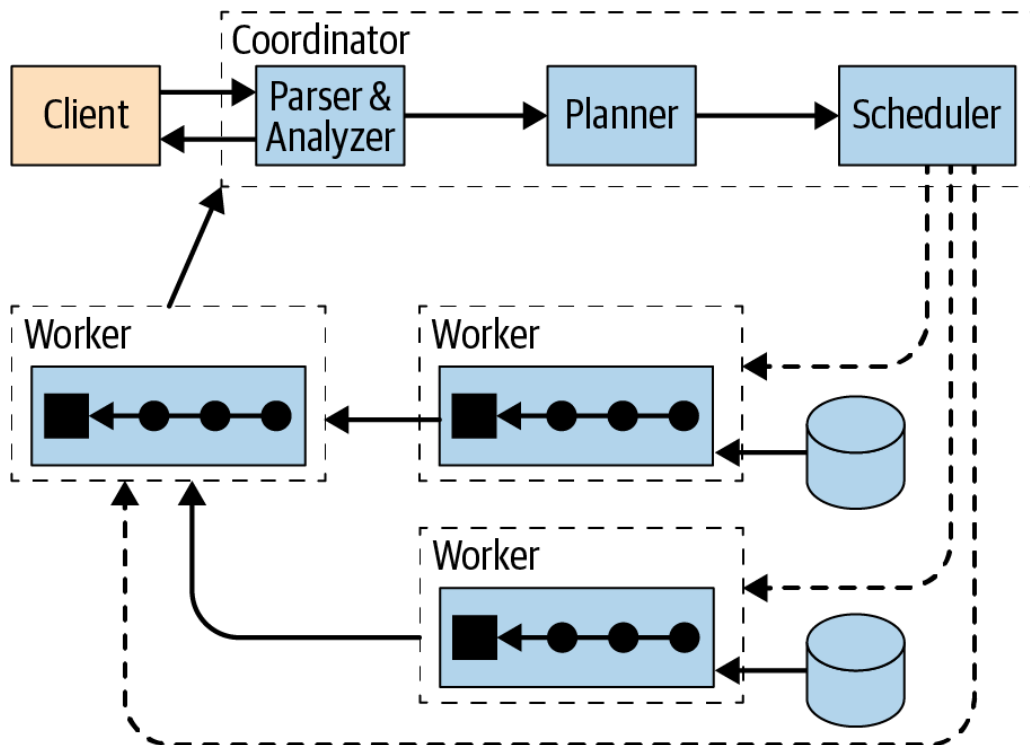 Coordinator
Client
Parser &
Analyzer
Planner
Scheduler
Worker
Worker
Worker